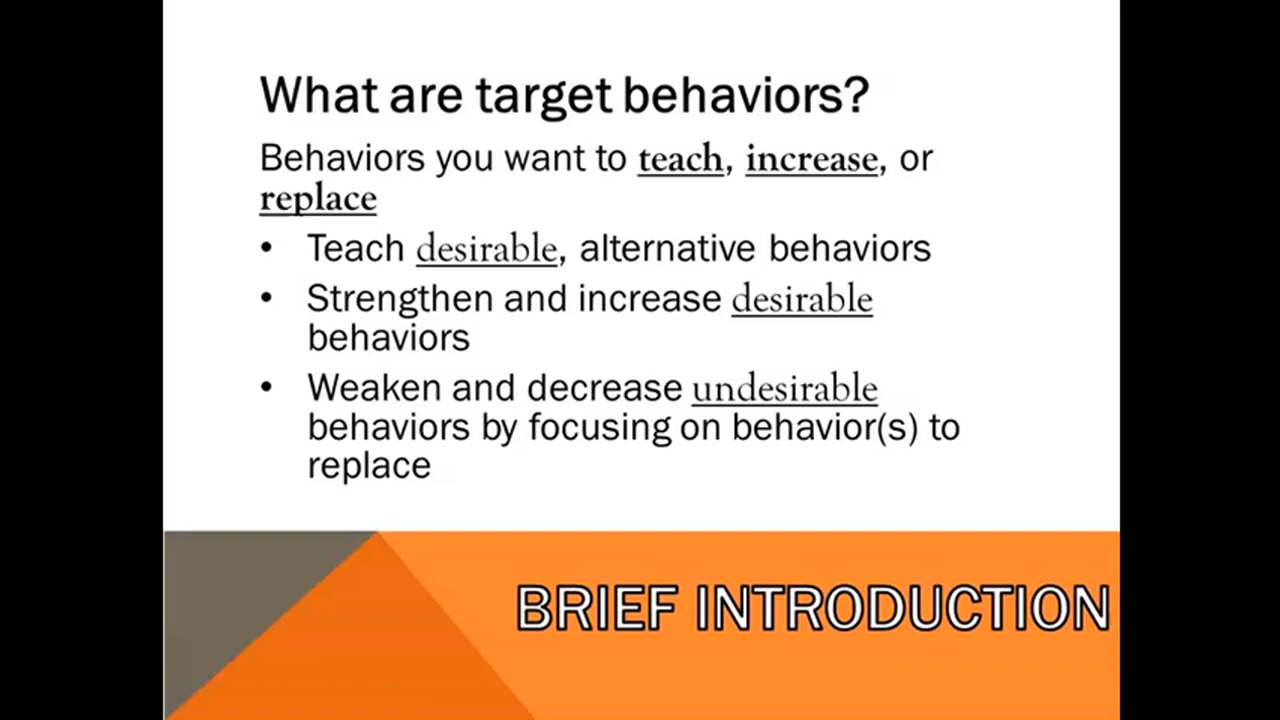 What are target behaviors?
Behaviors you want to teach, increase, or
replace
• Teach desirable, alternative behaviors
• Strengthen and increase desirable
behaviors
• Weaken and decrease undesirable
behaviors by focusing on behavior(s) to
replace
BRIEF INTRODUCTION